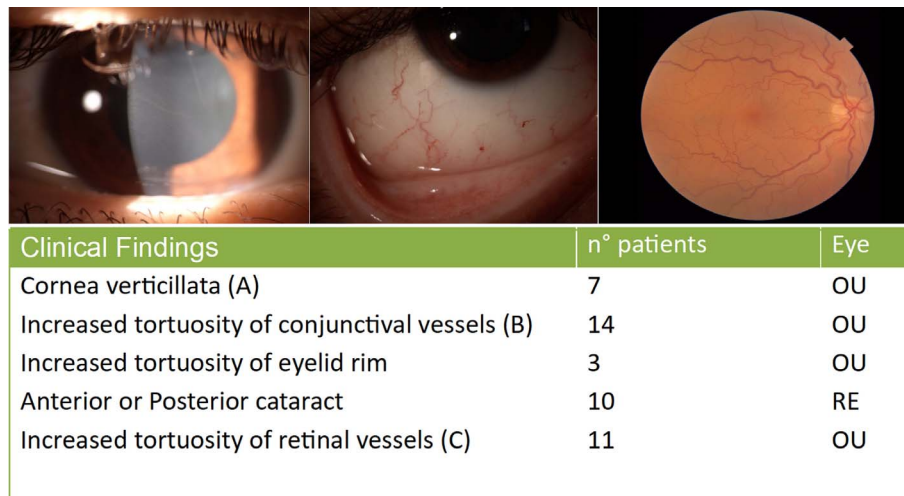 Clinical Findings n° patients Eye
Cornea verticillata (A) 7 OU
Increased tortuosity of conjunctival vessels (B) 14 OU
Increased tortuosity of eyelid rim 3 OU
Anterior or Posterior cataract 10 RE
Increased tortuosity of retinal vessels (C) 11 OU